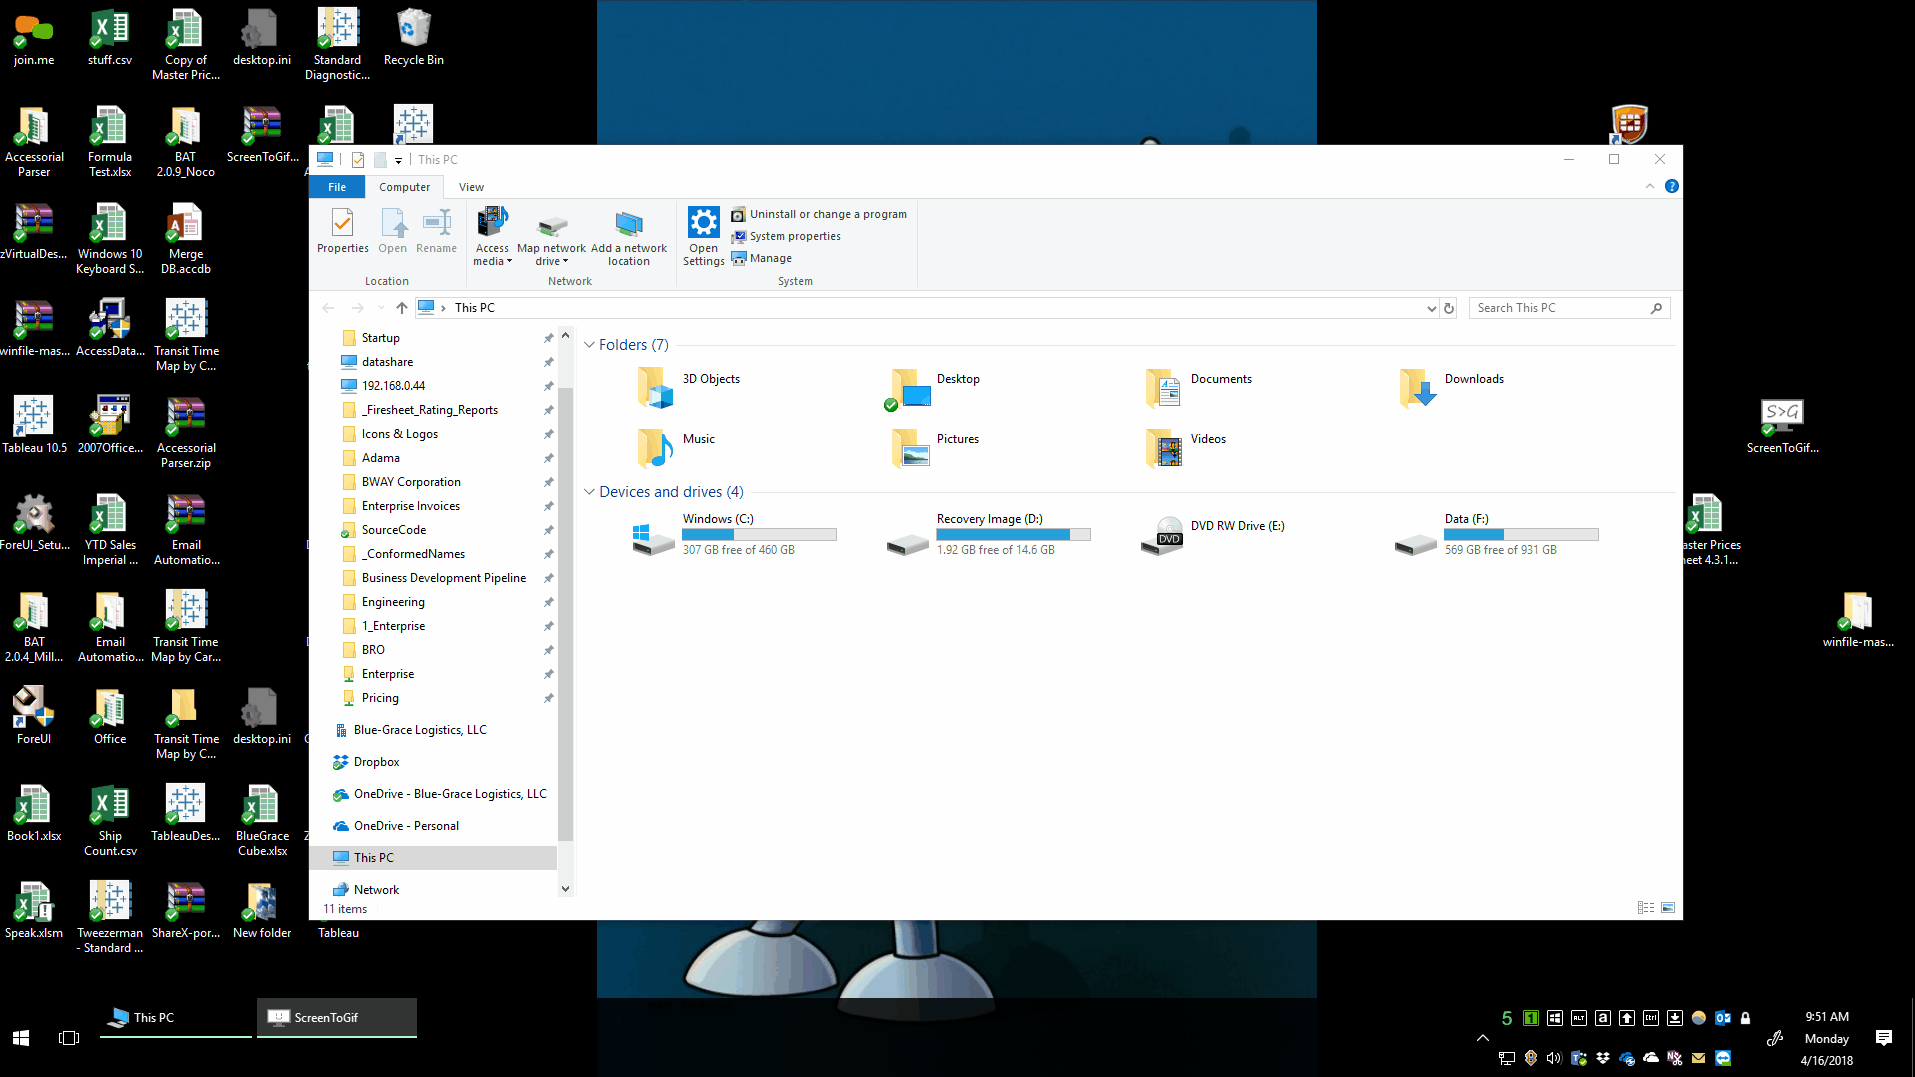 join.me
stuff.csv
Copy of
Master Pric...
desktop.ini
Standard
Diagnostic...
Recycle Bin
Accessorial
Parser
Formula
Test.xlsx
BAT
2.0.9_Noco
ScreenToGif...
zVirtualDes...
Windows 10
Keyboard S...
Merge
DB.accdb
winfile-mas...
AccessData...
Transit Time
Map by C...
Tableau 10.5
2007Office...
Accessorial
Parser.zip
ForeUI_Setu...
YTD Sales
Imperial ...
Email
Automatio...
BAT
2.0.4_Mill...
Email
Automatio...
Transit Time
Map by Car...
ForeUI
Office
Transit Time
Map by C...
desktop.ini
Book1.xlsx
Ship
Count.csv
TableauDes...
BlueGrace
Cube.xlsx
Speak.xlsm
Tweezerman
- Standard ...
ShareX-por...
New folder
Tableau
This PC
File
Computer
View
Properties
Open
Rename
Access
media
Map network
drive
Add a network
location
Open
Settings
Uninstall or change a program
System properties
Manage
Location
Network
System
This PC
Search This PC
Startup
datashare
192.168.0.44
_Firesheet_Rating_Reports
Icons & Logos
Adama
BWAY Corporation
Enterprise Invoices
SourceCode
_ConformedNames
Business Development Pipeline
Engineering
1_Enterprise
BRO
Enterprise
Pricing
Blue-Grace Logistics, LLC
Dropbox
OneDrive - Blue-Grace Logistics, LLC
OneDrive - Personal
This PC
Network
11 items
Folders (7)
3D Objects
Desktop
Documents
Downloads
Music
Pictures
Videos
Devices and drives (4)
Windows (C:)
307 GB free of 460 GB
Recovery Image (D:)
1.92 GB free of 14.6 GB
DVD
DVD RW Drive (E:)
Data (F:)
569 GB free of 931 GB
S>G
ScreenToGif...
aster Prices
heet 4.3.1...
winfile-mas...
This PC
ScreenToGif
5
1
ALT
a
Ctrl
9:51 AM
Monday
4/16/2018